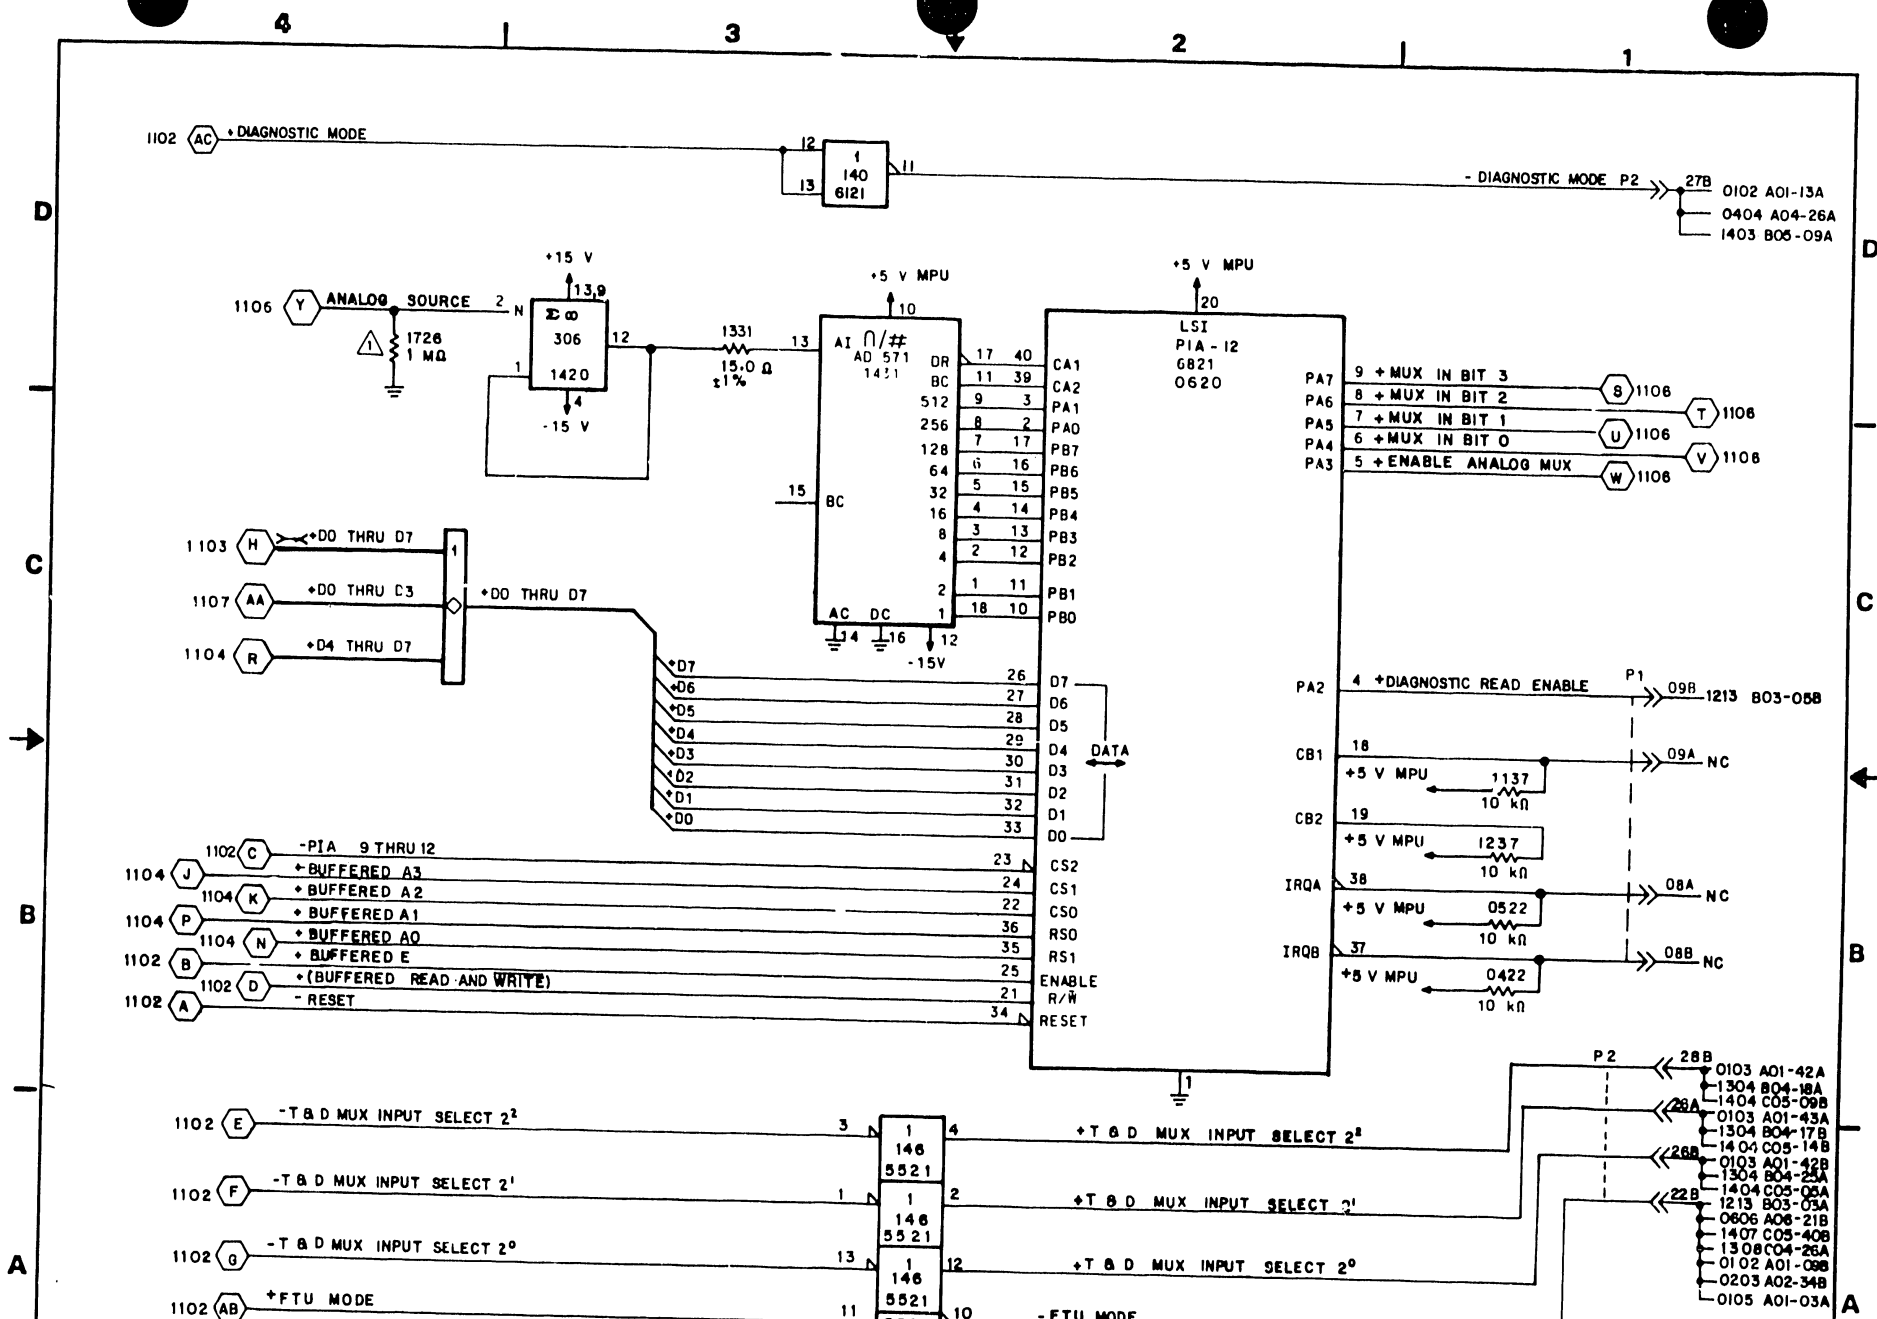 4 3 2 1
1102 AC +DIAGNOSTIC MODE
12
13
1
140
6121
11
- DIAGNOSTIC MODE P2 27B 0102 A01-13A
0404 A04-26A
1403 B05-09A
D D
+15 V
13,9
1106 Y ANALOG SOURCE 2 N
1726
1 MΩ
1
Σ ∞
306
1420
12
1
4
-15 V
1331
15.0 Ω
±1%
+5 V MPU
10
13 AI ∩/#
AD 571
1431
15 BC
DR 17 40 CA1
BC 11 39 CA2
512 9 3 PA1
256 8 2 PA0
128 7 17 PB7
64 6 16 PB6
32 5 15 PB5
16 4 14 PB4
8 3 13 PB3
4 2 12 PB2
2 1 11 PB1
1 18 10 PB0
AC DC
14 16 12
-15V
+5 V MPU
20
LSI
PIA-12
6821
0620
PA7 9 +MUX IN BIT 3 S 1106
PA6 8 +MUX IN BIT 2 T 1106
PA5 7 +MUX IN BIT 1 U 1106
PA4 6 +MUX IN BIT 0 V 1106
PA3 5 +ENABLE ANALOG MUX W 1106
C C
1103 H +D0 THRU D7
1
1107 AA +D0 THRU D3
+D0 THRU D7
1104 R +D4 THRU D7
+D7 26 D7
+D6 27 D6
+D5 28 D5
+D4 29 D4
+D3 30 D3
+D2 31 D2
+D1 32 D1
+D0 33 D0
DATA
PA2 4 +DIAGNOSTIC READ ENABLE P1 09B 1213 B03-05B
CB1 18 09A NC
+5 V MPU 1137
10 kΩ
CB2 19
+5 V MPU 1237
10 kΩ
IRQA 38 08A NC
+5 V MPU 0522
10 kΩ
IRQB 37 08B NC
+5 V MPU 0422
10 kΩ
1102 C -PIA 9 THRU 12 23 CS2
1104 J +BUFFERED A3 24 CS1
1104 K +BUFFERED A2 22 CS0
1104 P +BUFFERED A1 36 RS0
1104 N +BUFFERED A0 35 RS1
1102 B +BUFFERED E 25 ENABLE
1102 D +(BUFFERED READ AND WRITE) 21 R/W̄
1102 A -RESET 34 RESET
B B
1
1102 E -T & D MUX INPUT SELECT 2² 3
1
146
5521
4 +T & D MUX INPUT SELECT 2²
1102 F -T & D MUX INPUT SELECT 2¹ 1
1
146
5521
2 +T & D MUX INPUT SELECT 2¹
1102 G -T & D MUX INPUT SELECT 2⁰ 13
1
146
5521
12 +T & D MUX INPUT SELECT 2⁰
1102 AB +FTU MODE 11
10 -FTU MODE
P2 28B 0103 A01-42A
1304 B04-18A
1404 C05-09B
26A 0103 A01-43A
1304 B04-17B
1404 C05-14B
26B 0103 A01-42B
1304 B04-25A
1404 C05-06A
22B 1213 B03-03A
0606 A06-21B
1407 C05-40B
1308 C04-26A
0102 A01-09B
0203 A02-34B
0105 A01-03A
A A